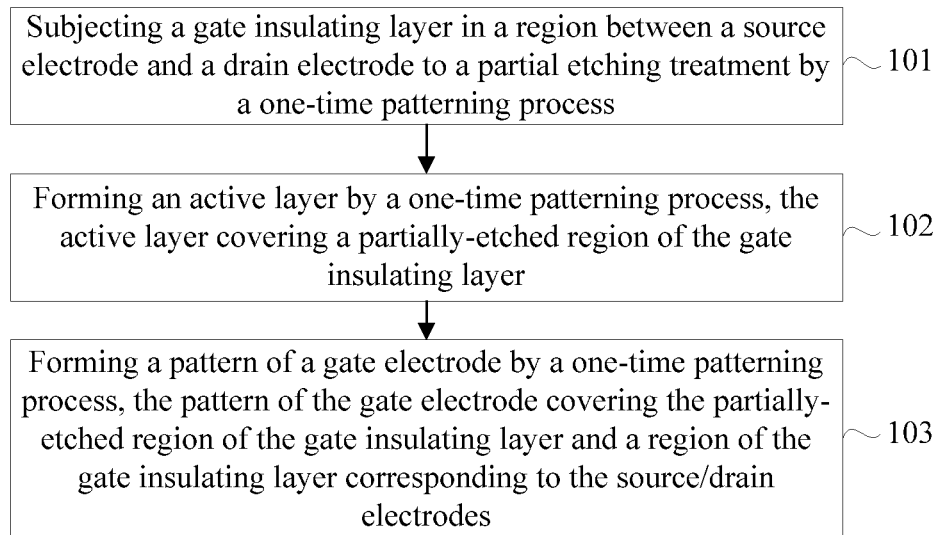 Subjecting a gate insulating layer in a region between a source
electrode and a drain electrode to a partial etching treatment by
a one-time patterning process
101
Forming an active layer by a one-time patterning process, the
active layer covering a partially-etched region of the gate
insulating layer
102
Forming a pattern of a gate electrode by a one-time patterning
process, the pattern of the gate electrode covering the partially-
etched region of the gate insulating layer and a region of the
gate insulating layer corresponding to the source/drain
electrodes
103